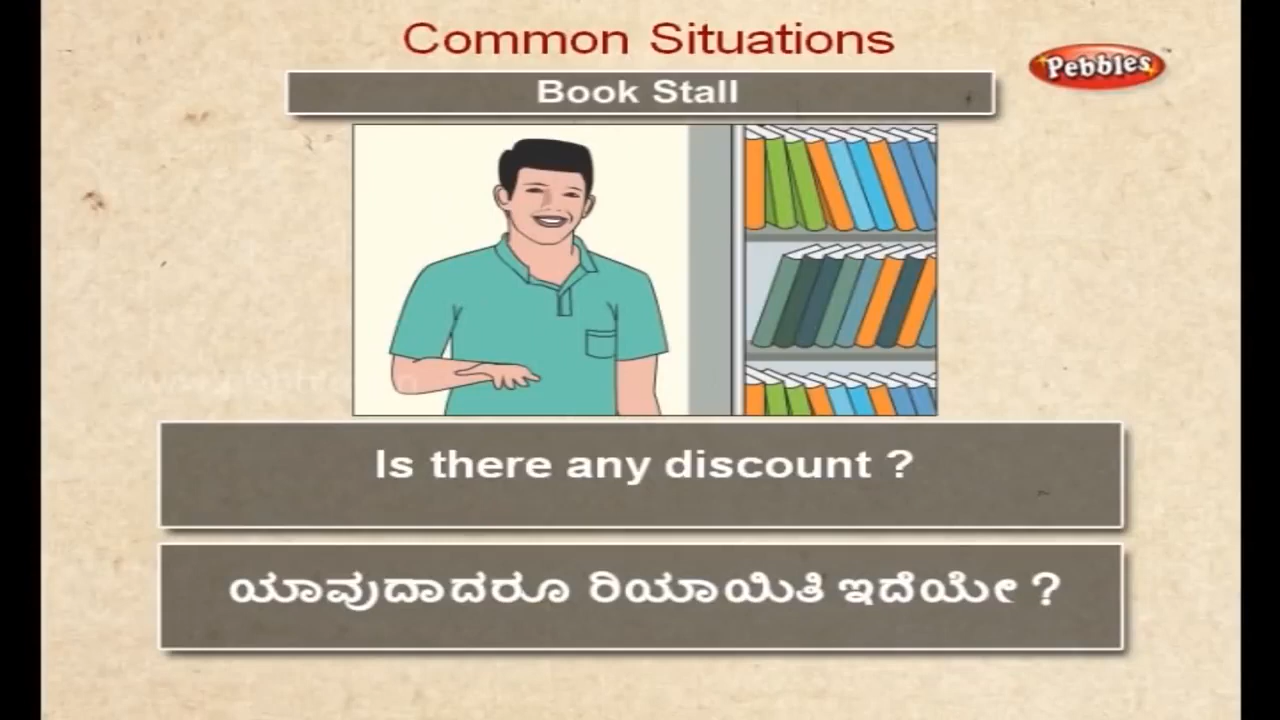 Common Situations
Pebbles
Book Stall
Is there any discount ?
ಯಾವುದಾದರೂ ರಿಯಾಯಿತಿ ಇದೆಯೇ ?